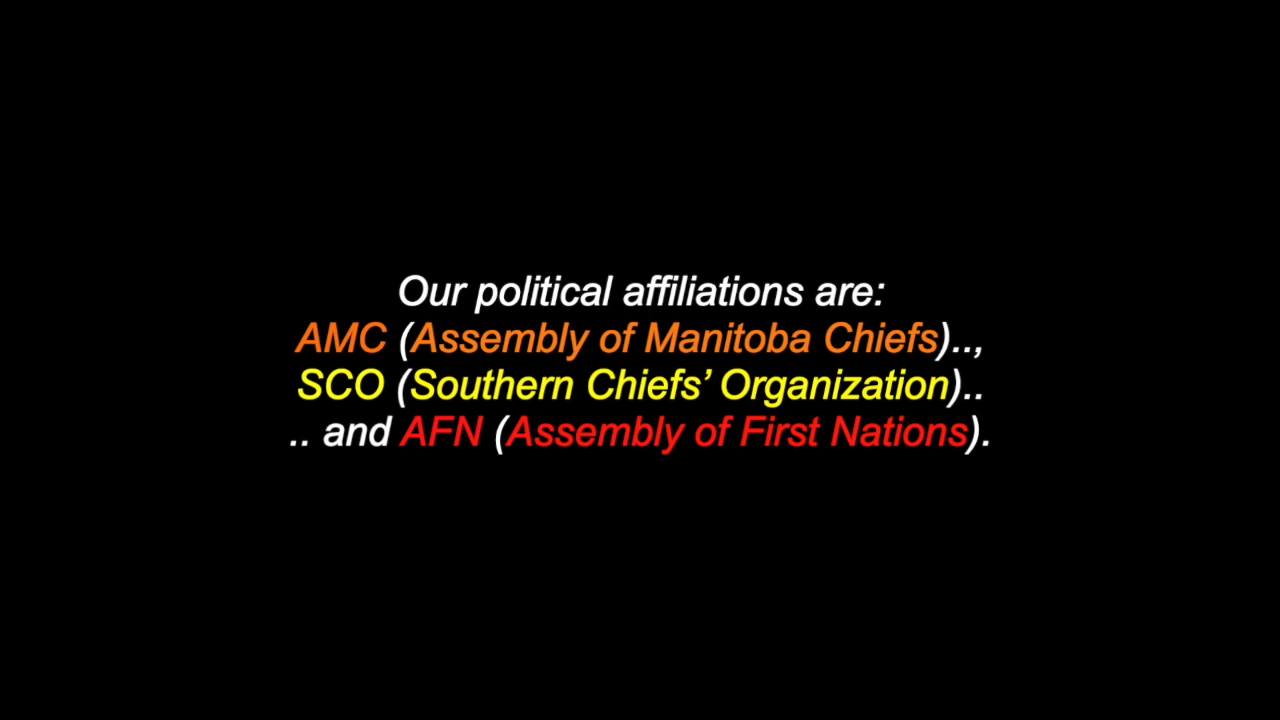 Our political affiliations are:
AMC (Assembly of Manitoba Chiefs)..,
SCO (Southern Chiefs’ Organization)..
.. and AFN (Assembly of First Nations).